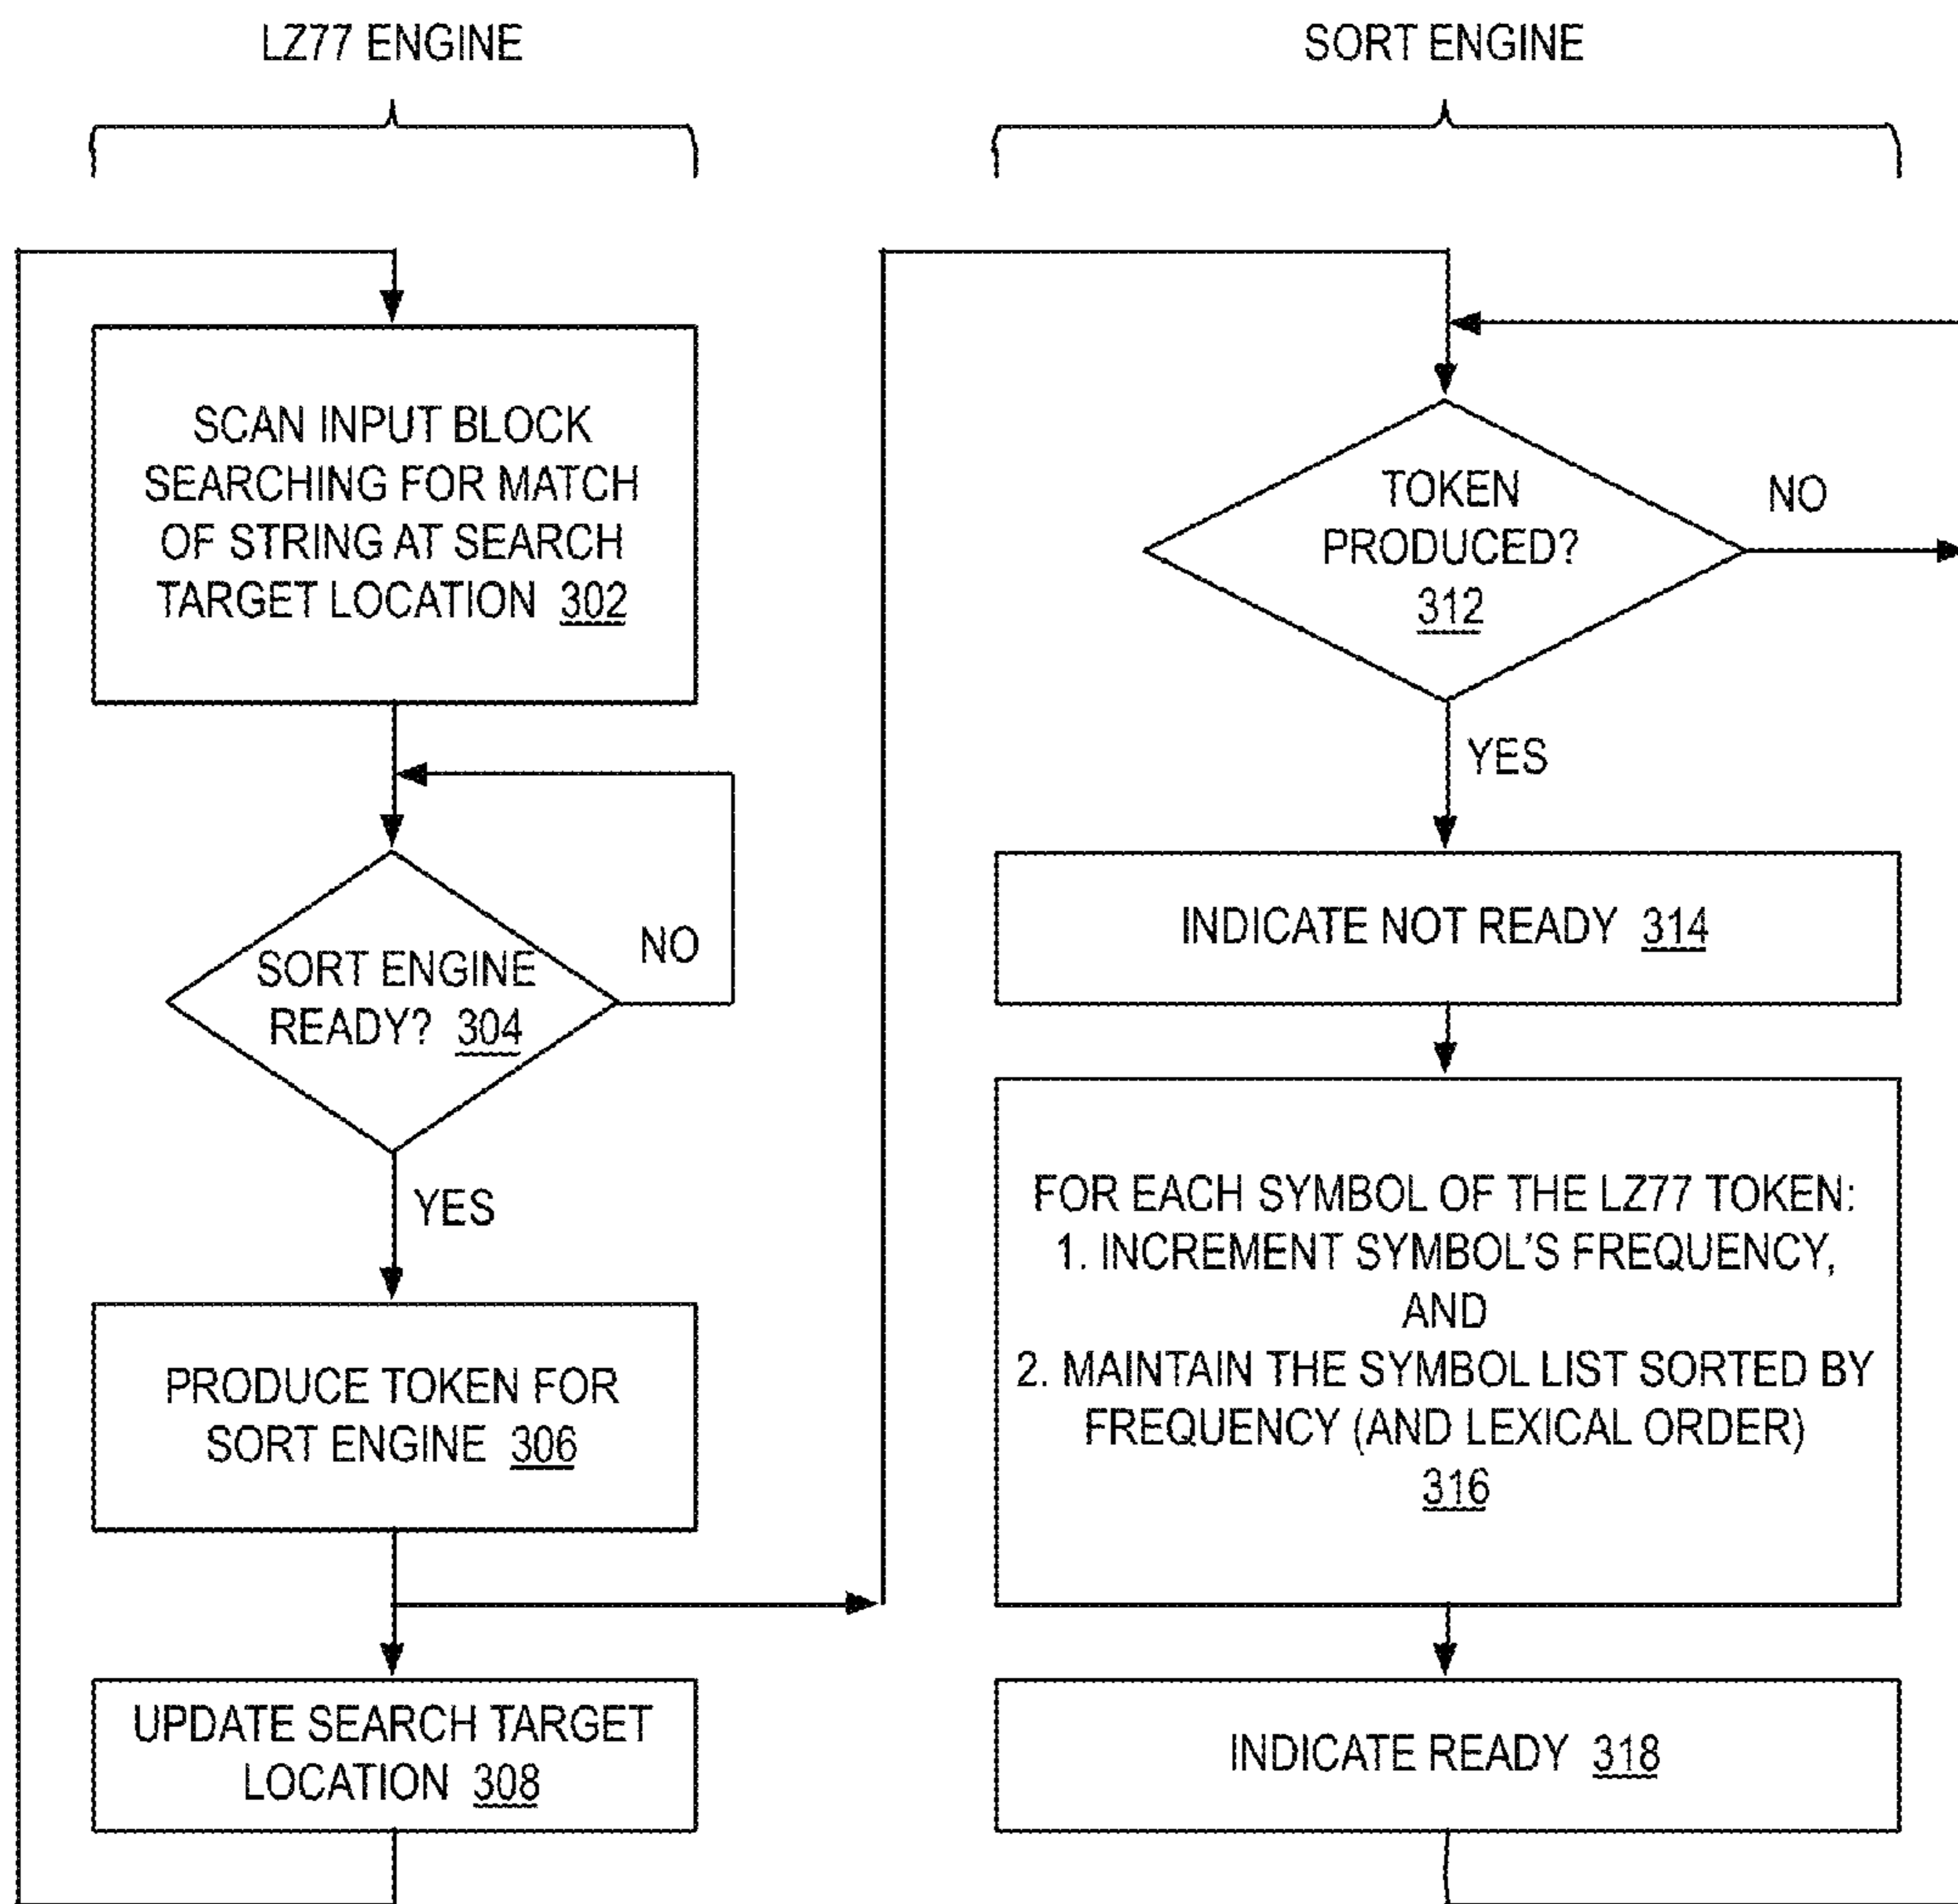 LZ77 ENGINE
SCAN INPUT BLOCK
SEARCHING FOR MATCH
OF STRING AT SEARCH
TARGET LOCATION 302
SORT ENGINE
READY? 304
NO
YES
PRODUCE TOKEN FOR
SORT ENGINE 306
UPDATE SEARCH TARGET
LOCATION 308
SORT ENGINE
TOKEN
PRODUCED?
312
NO
YES
INDICATE NOT READY 314
FOR EACH SYMBOL OF THE LZ77 TOKEN:
1. INCREMENT SYMBOL'S FREQUENCY,
AND
2. MAINTAIN THE SYMBOL LIST SORTED BY
FREQUENCY (AND LEXICAL ORDER)
316
INDICATE READY 318